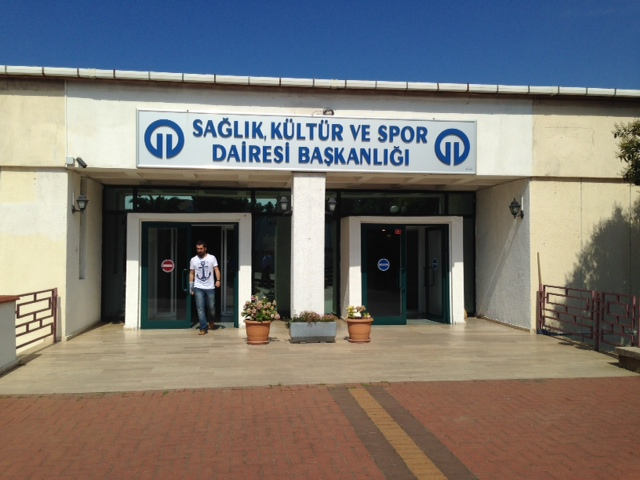 SAĞLIK, KÜLTÜR VE SPOR
DAİRESİ BAŞKANLIĞI